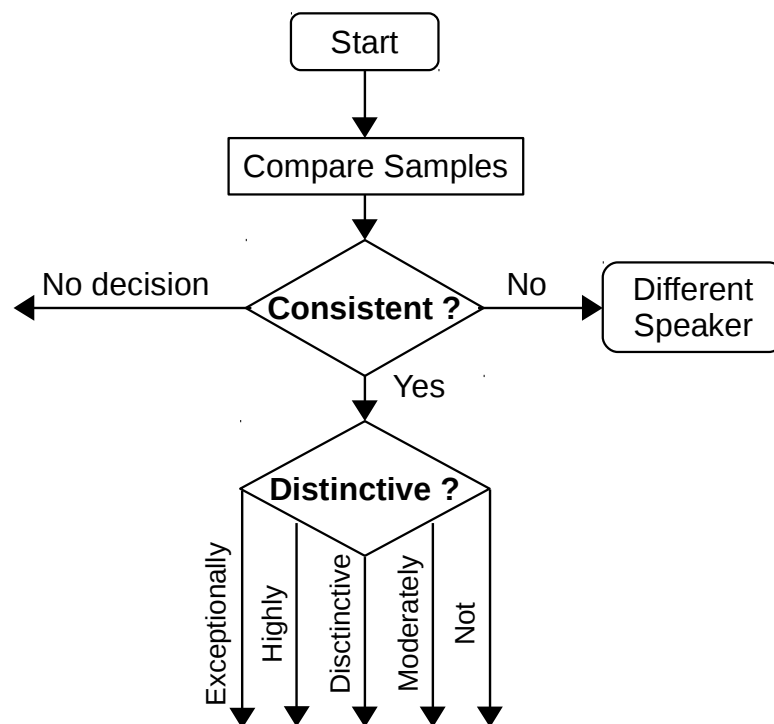 Start
Compare Samples
No decision
Consistent ?
No
Different
Speaker
Yes
Distinctive ?
Exceptionally
Highly
Disctinctive
Moderately
Not